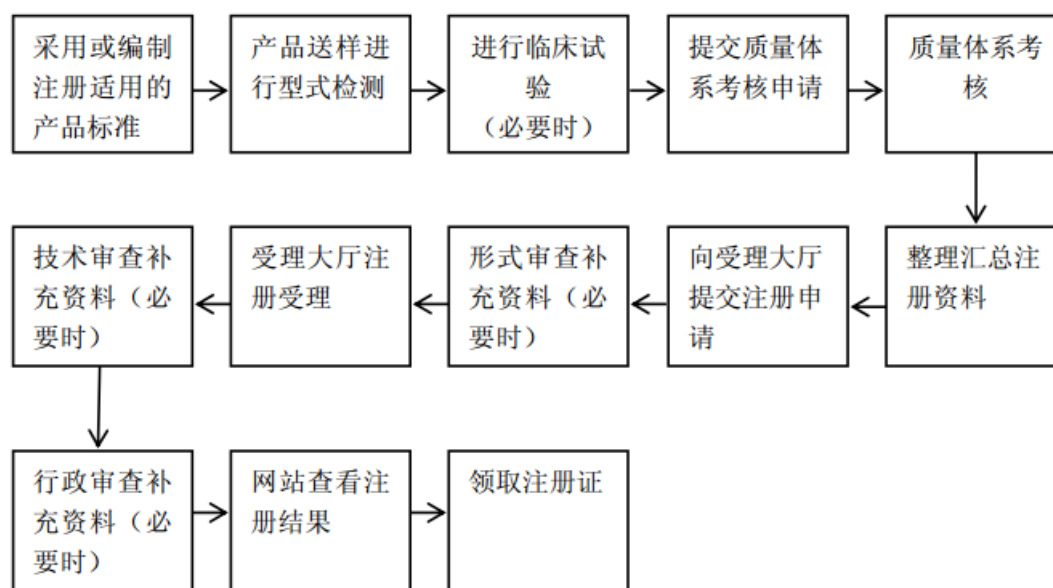 采用或编制
注册适用的
产品标准
产品送样进
行型式检测
进行临床试
验
（必要时）
提交质量体
系考核申请
质量体系考
核
整理汇总注
册资料
向受理大厅
提交注册申
请
形式审查补
充资料（必
要时）
受理大厅注
册受理
技术审查补
充资料（必
要时）
行政审查补
充资料（必
要时）
网站查看注
册结果
领取注册证